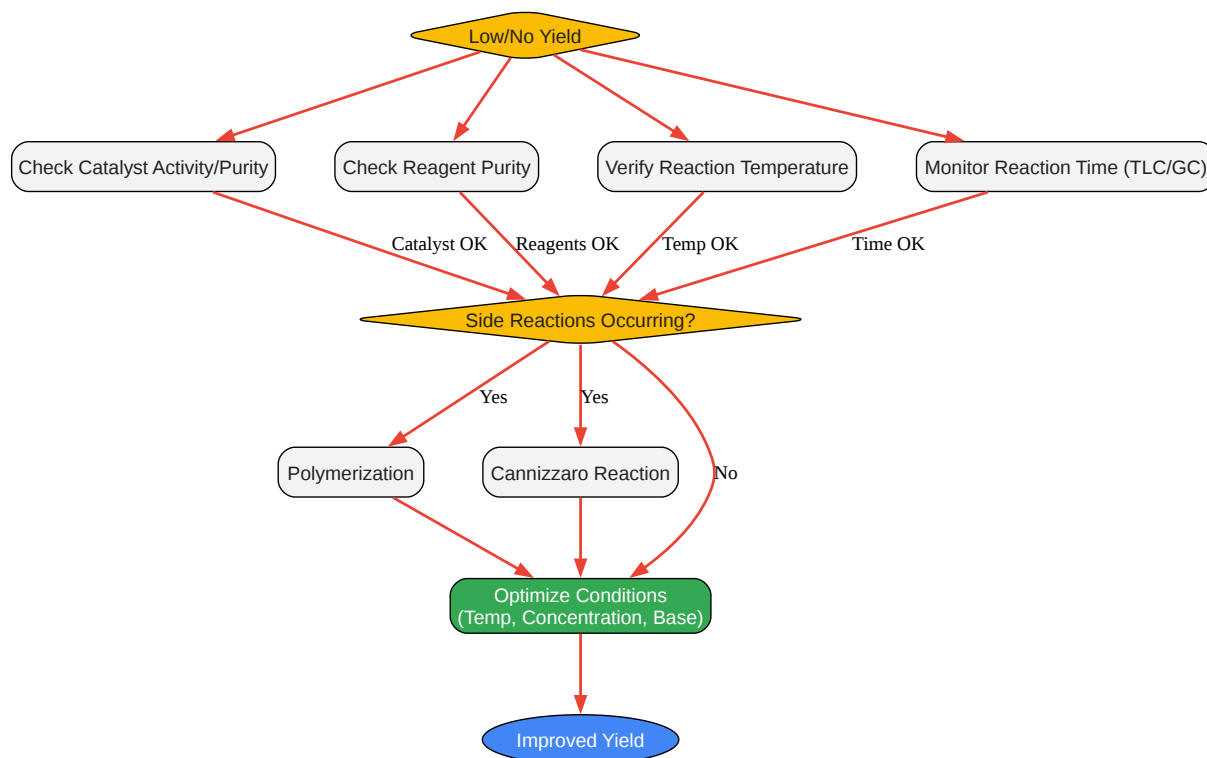 Low/No Yield
Check Catalyst Activity/Purity
Check Reagent Purity
Verify Reaction Temperature
Monitor Reaction Time (TLC/GC)
Catalyst OK
Reagents OK
Temp OK
Time OK
Side Reactions Occurring?
Yes
Yes
No
Polymerization
Cannizzaro Reaction
Optimize Conditions
(Temp, Concentration, Base)
Improved Yield